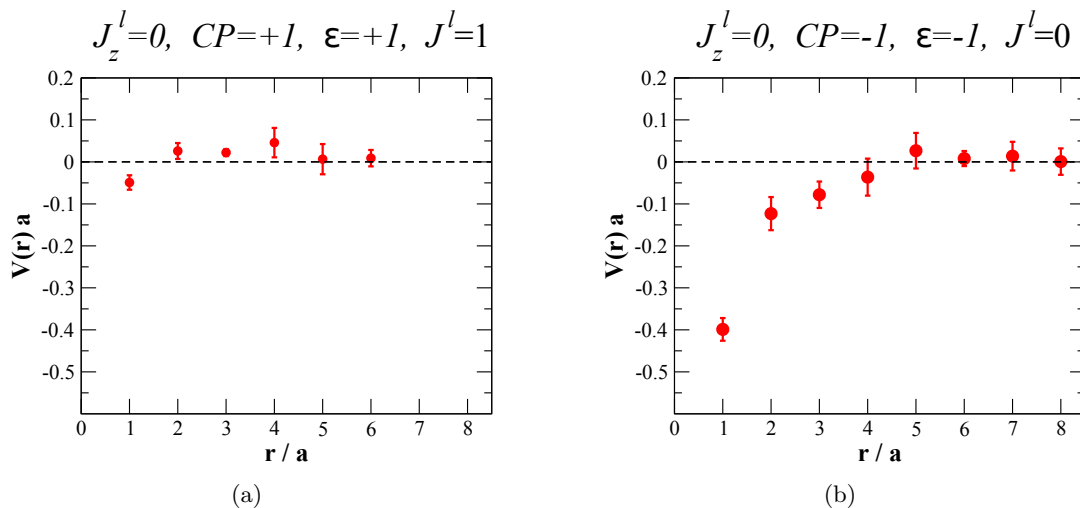 J_z^l=0, CP=+1, ε=+1, J^l=1
0.2
0.1
0
-0.1
-0.2
-0.3
-0.4
-0.5
V(r) a
0 1 2 3 4 5 6 7 8
r / a
(a)
J_z^l=0, CP=-1, ε=-1, J^l=0
0.2
0.1
0
-0.1
-0.2
-0.3
-0.4
-0.5
V(r) a
0 1 2 3 4 5 6 7 8
r / a
(b)